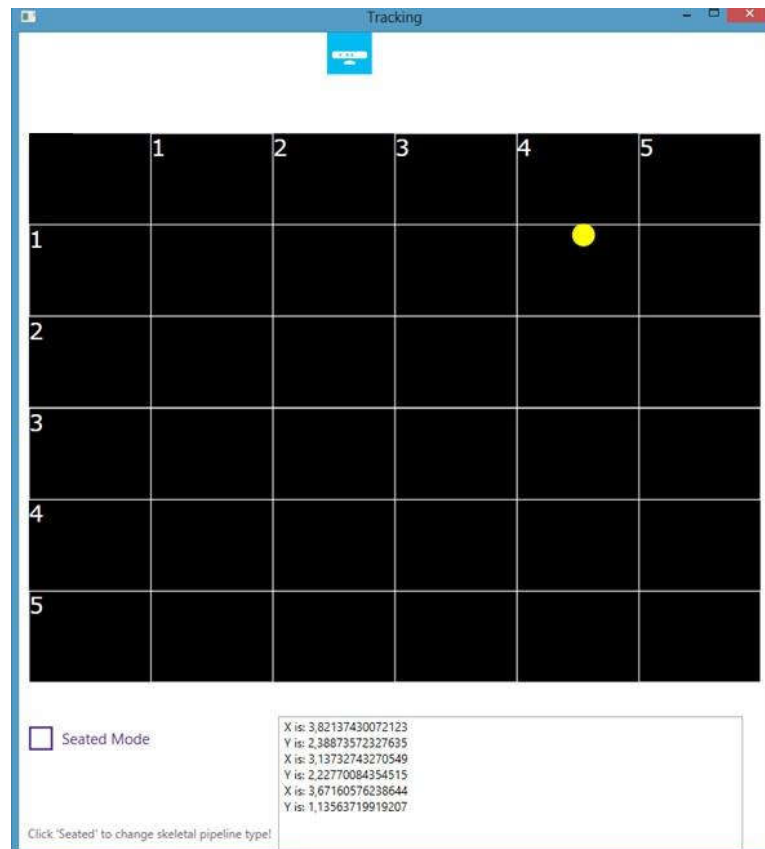 Tracking
1 2 3 4 5
1
2
3
4
5
Seated Mode
X is: 3,82137430072123
Y is: 2,38873572327635
X is: 3,13732743270549
Y is: 2,22770084354515
X is: 3,67160576238644
Y is: 1,13563719919207
Click 'Seated' to change skeletal pipeline type!